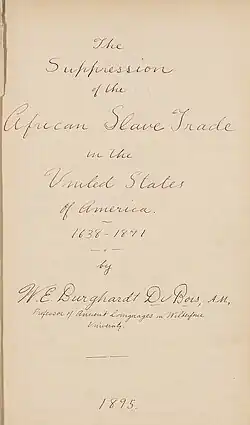 The
Suppression
of the
African Slave Trade
in the
United States
of America.
1638-1871
by
W. E. Burghardt Du Bois, A.M.,
Professor of Ancient Languages in Wilberforce
University.
1895.